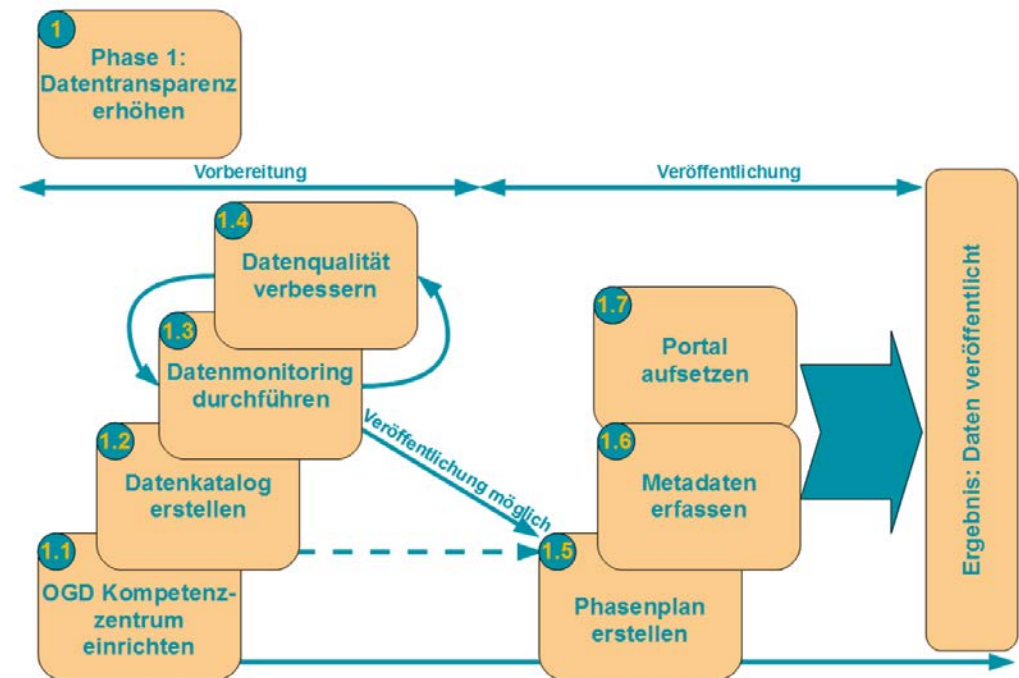 1
Phase 1:
Datentransparenz
erhöhen
Vorbereitung
Veröffentlichung
1.4
Datenqualität
verbessern
1.3
Datenmonitoring
durchführen
1.2
Datenkatalog
erstellen
1.1
OGD Kompetenz-
zentrum
einrichten
Veröffentlichung möglich
1.7
Portal
aufsetzen
1.6
Metadaten
erfassen
1.5
Phasenplan
erstellen
Ergebnis: Daten veröffentlicht